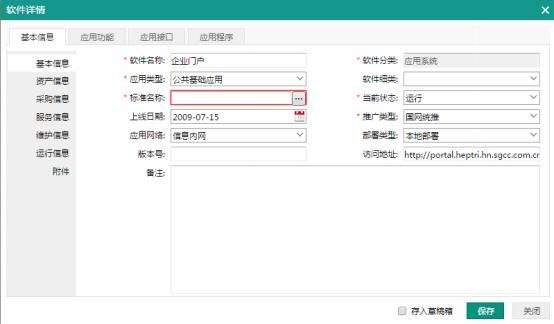 软件详情
基本信息 应用功能 应用接口 应用程序
基本信息
资产信息
采购信息
服务信息
维护信息
运行信息
附件
* 软件名称: 企业门户 * 软件分类: 应用系统
* 应用类型: 公共基础应用 软件细类:
* 标准名称: ... * 当前状态: 运行
上线日期: 2009-07-15 * 推广类型: 国网统推
应用网络: 信息内网 部署类型: 本地部署
版本号: 访问地址: http://portal.heptri.hn.sgcc.com.cr
备注:
存入草稿箱 保存 关闭